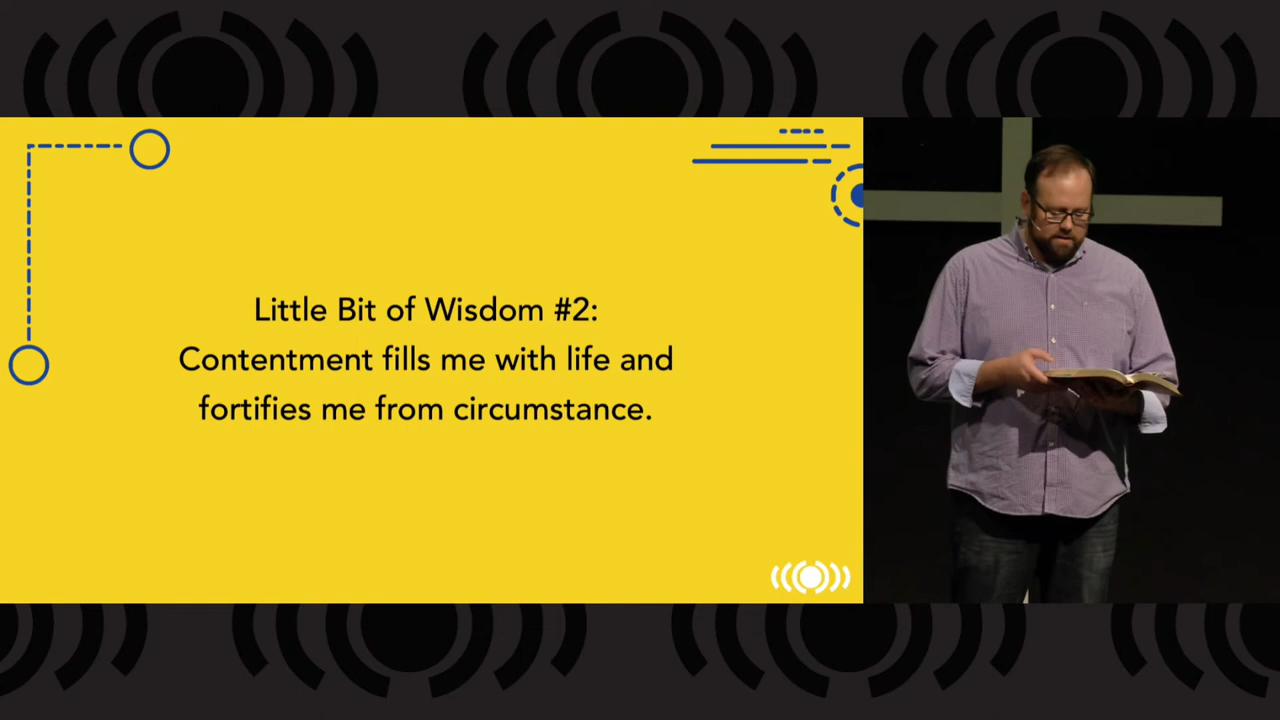 Little Bit of Wisdom #2:
Contentment fills me with life and
fortifies me from circumstance.